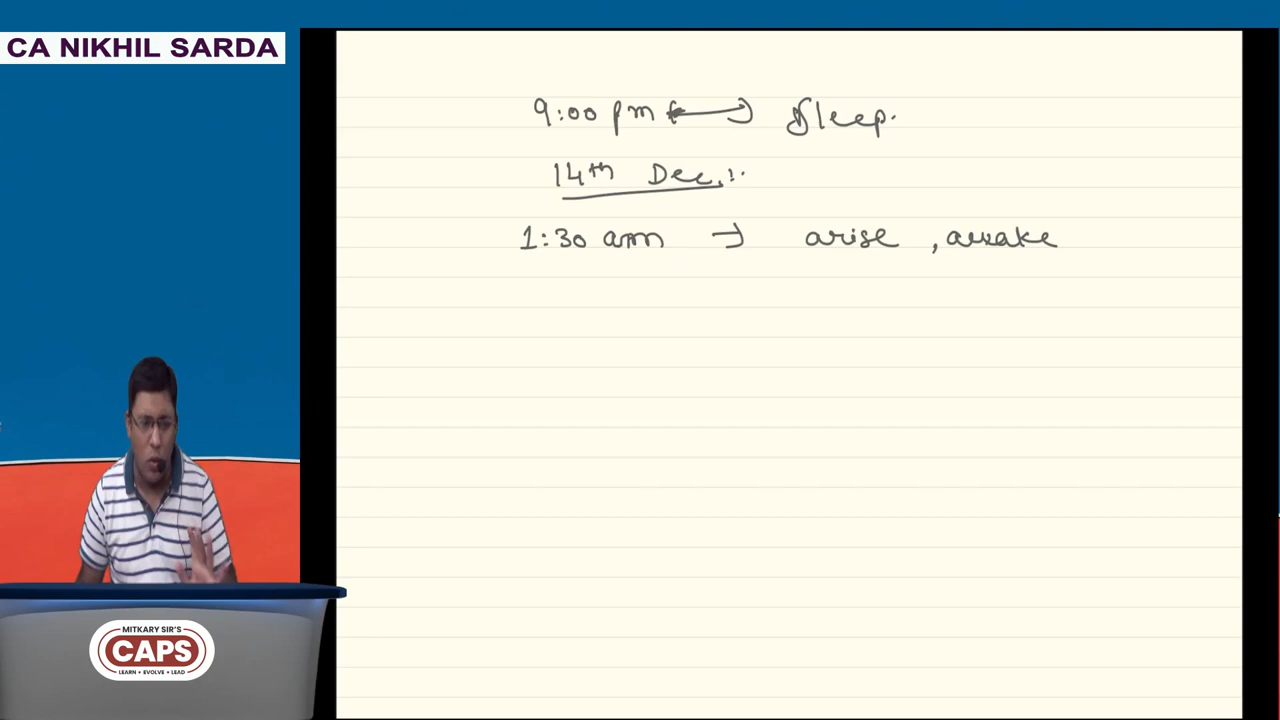 CA NIKHIL SARDA
9:00 pm ↔ Sleep.
14th Dec.
1:30 am → arise, awake
MITKARY SIR'S
CAPS
LEARN • EVOLVE • LEAD